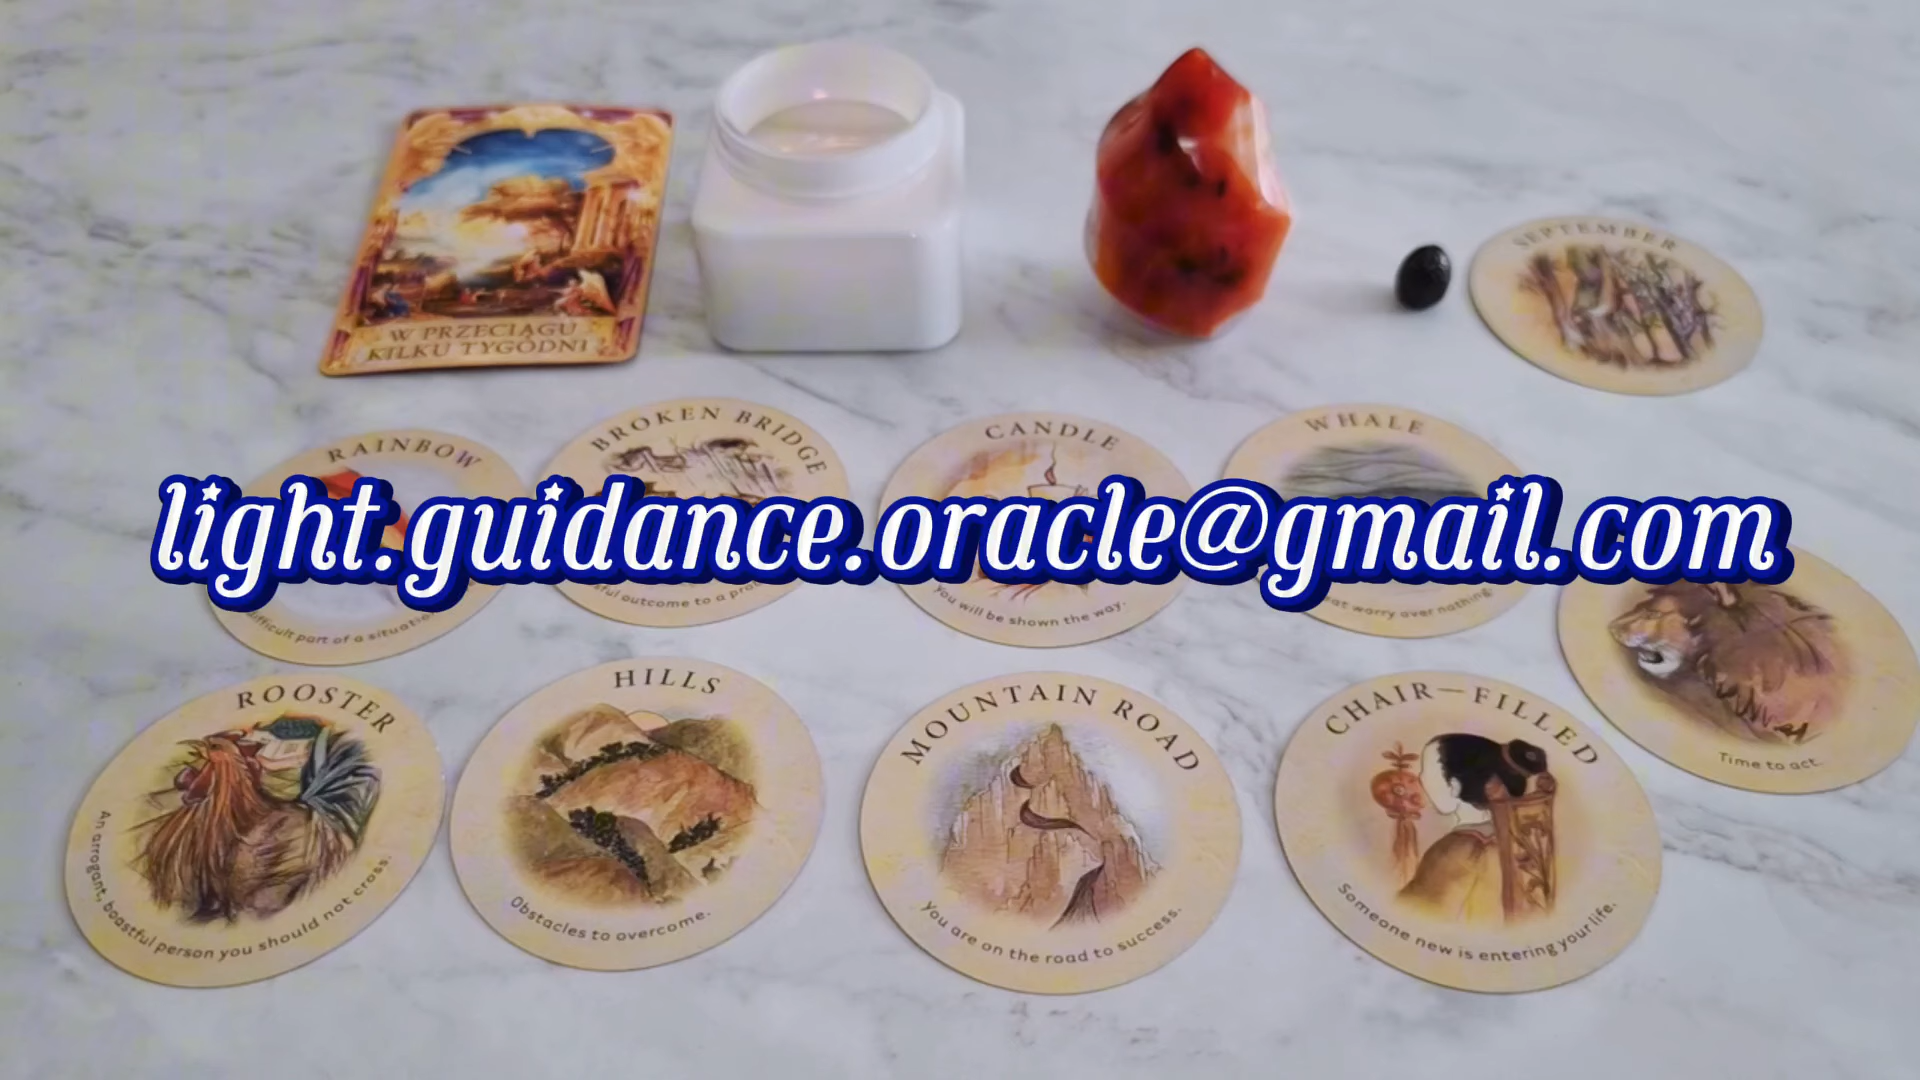 W PRZECIĄGU
KILKU TYGODNI
SEPTEMBER
RAINBOW
BROKEN BRIDGE
CANDLE
WHALE
light.guidance.oracle@gmail.com
part of a situation
outcome to a
You will be shown the way.
worry over nothing.
Time to act.
ROOSTER
An arrogant, boastful person you should not cross.
HILLS
Obstacles to overcome.
MOUNTAIN ROAD
You are on the road to success.
CHAIR—FILLED
Someone new is entering your life.